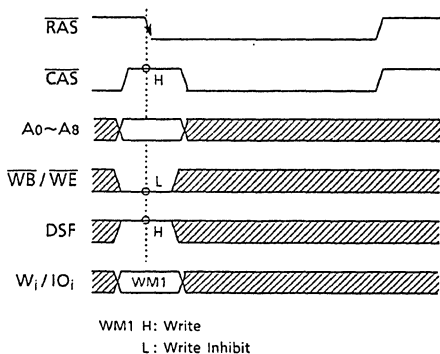 RAS
CAS
H
A0~A8
WB/WE
L
DSF
H
Wi/IOi
WM1
WM1 H: Write
L: Write Inhibit